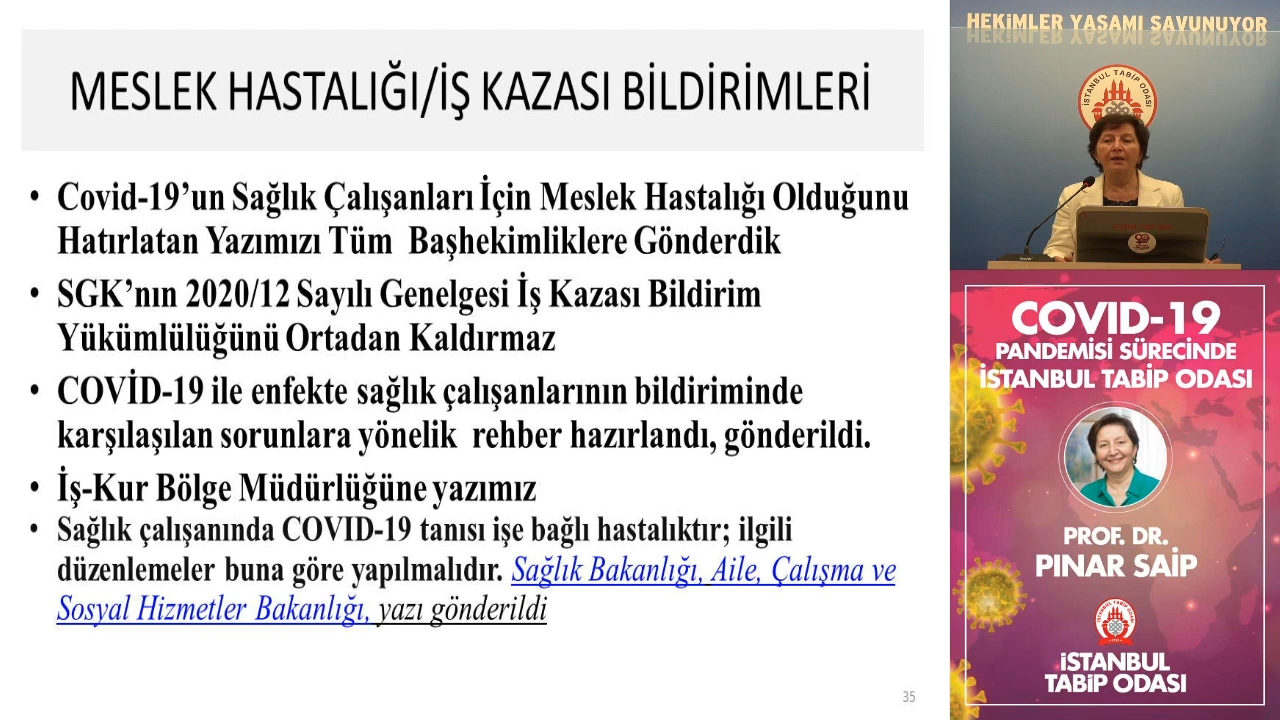 MESLEK HASTALIĞI/İŞ KAZASI BİLDİRİMLERİ
• Covid-19’un Sağlık Çalışanları İçin Meslek Hastalığı Olduğunu
Hatırlatan Yazımızı Tüm Başhekimliklere Gönderdik
• SGK’nın 2020/12 Sayılı Genelgesi İş Kazası Bildirim
Yükümlülüğünü Ortadan Kaldırmaz
• COVİD-19 ile enfekte sağlık çalışanlarının bildiriminde
karşılaşılan sorunlara yönelik rehber hazırlandı, gönderildi.
• İş-Kur Bölge Müdürlüğüne yazımız
• Sağlık çalışanında COVID-19 tanısı işe bağlı hastalıktır; ilgili
düzenlemeler buna göre yapılmalıdır. Sağlık Bakanlığı, Aile, Çalışma ve
Sosyal Hizmetler Bakanlığı, yazı gönderildi
35
HEKiMLER YAŞAMI SAVUNUYOR
İSTANBUL TABİP ODASI
COVID-19
PANDEMİSİ SÜRECİNDE
İSTANBUL TABİP ODASI
PROF. DR.
PINAR SAİP
iSTANBUL
TABiP ODASI